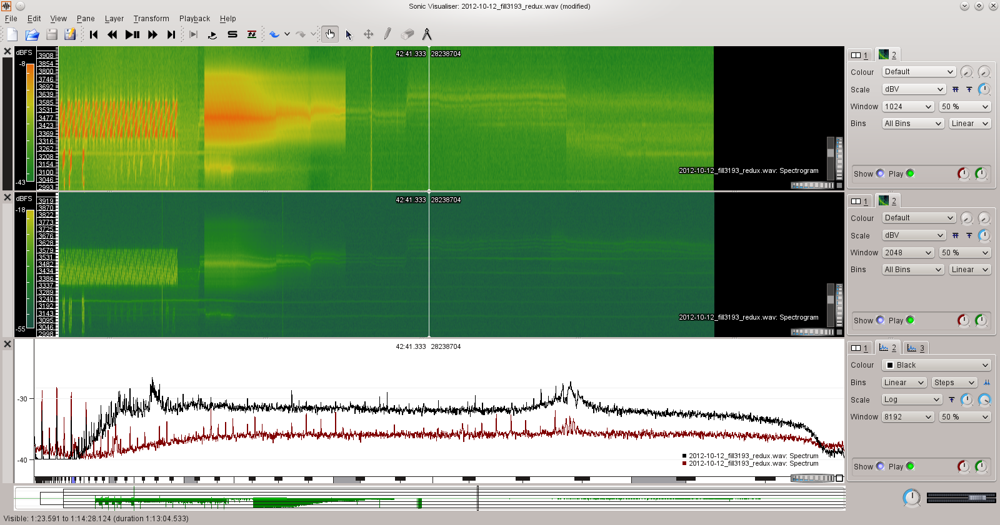 Sonic Visualiser: 2012-10-12_fill3193_redux.wav (modified)
File Edit View Pane Layer Transform Playback Help
dBFS
-8
-43
3908
3854
3800
3746
3692
3639
3585
3531
3477
3423
3369
3316
3262
3208
3154
3100
3046
2993
42:41.333 28238704
2012-10-12_fill3193_redux.wav: Spectrogram
1 2
Colour Default
Scale dBV
Window 1024 50 %
Bins All Bins Linear
Show Play
dBFS
-18
-55
3919
3870
3822
3773
3725
3676
3628
3579
3531
3482
3434
3386
3337
3289
3240
3192
3143
3095
3046
2998
42:41.333 28238704
2012-10-12_fill3193_redux.wav: Spectrogram
1 2
Colour Default
Scale dBV
Window 2048 50 %
Bins All Bins Linear
Show Play
42:41.333 28238704
-30
-40
2012-10-12_fill3193_redux.wav: Spectrum
2012-10-12_fill3193_redux.wav: Spectrum
1 2 3
Colour Black
Bins Linear Steps
Scale Log
Window 8192 50 %
Show Play
Visible: 1:23.591 to 1:14:28.124 (duration 1:13:04.533)